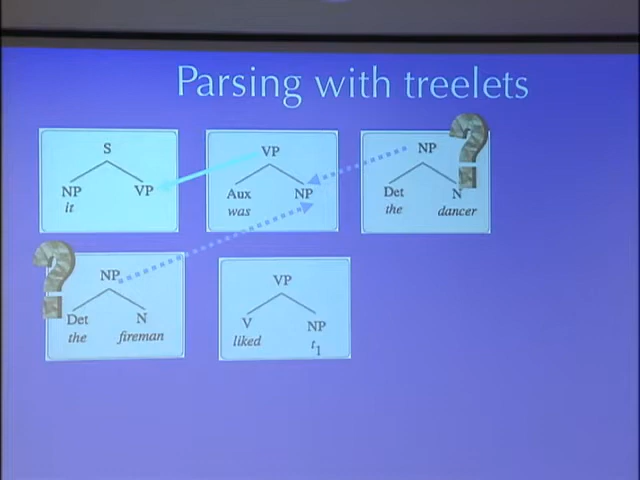 Parsing with treelets
S
NP VP
it
VP
Aux NP
was
NP
Det N
the dancer
NP
Det N
the fireman
VP
V NP
liked t1